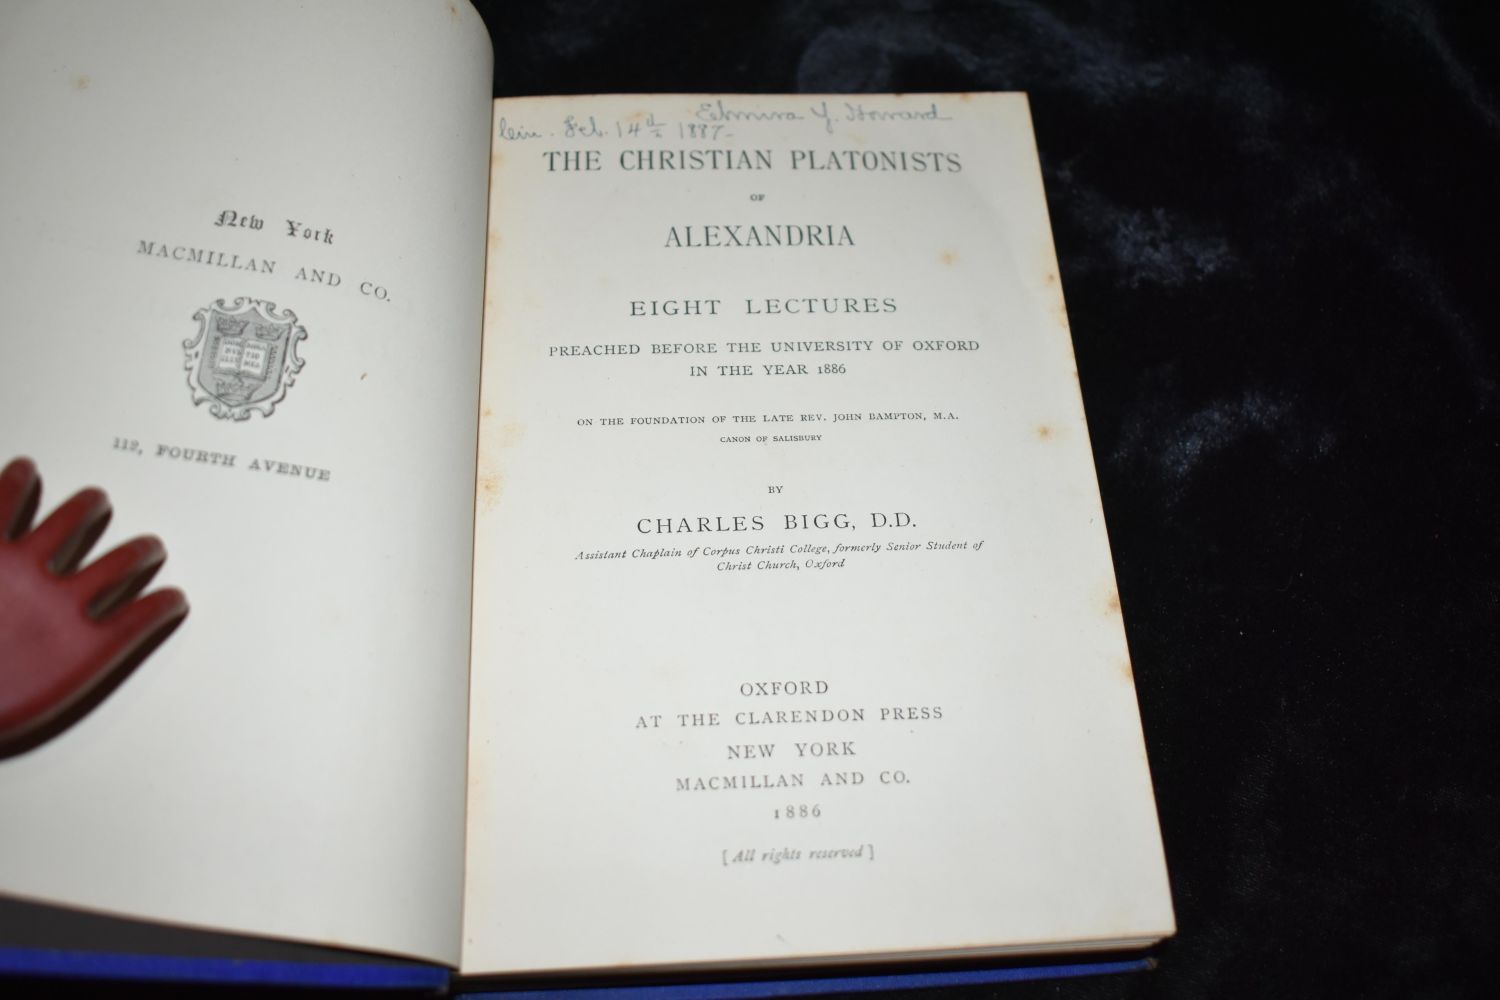 New York
MACMILLAN AND CO.
112, FOURTH AVENUE
Elmira Y. Howard
Cin. Feb. 14th 1887-
THE CHRISTIAN PLATONISTS
OF
ALEXANDRIA
EIGHT LECTURES
PREACHED BEFORE THE UNIVERSITY OF OXFORD
IN THE YEAR 1886
ON THE FOUNDATION OF THE LATE REV. JOHN BAMPTON, M.A.
CANON OF SALISBURY
BY
CHARLES BIGG, D.D.
Assistant Chaplain of Corpus Christi College, formerly Senior Student of
Christ Church, Oxford
OXFORD
AT THE CLARENDON PRESS
NEW YORK
MACMILLAN AND CO.
1886
[ All rights reserved ]